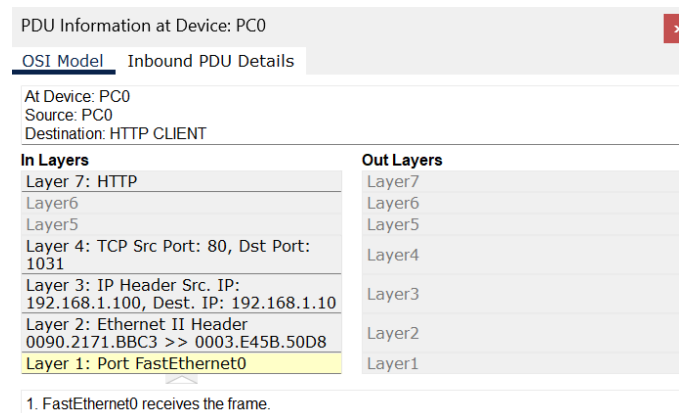 PDU Information at Device: PC0
OSI Model Inbound PDU Details
At Device: PC0
Source: PC0
Destination: HTTP CLIENT
In Layers
Layer 7: HTTP
Layer6
Layer5
Layer 4: TCP Src Port: 80, Dst Port:
1031
Layer 3: IP Header Src. IP:
192.168.1.100, Dest. IP: 192.168.1.10
Layer 2: Ethernet II Header
0090.2171.BBC3 >> 0003.E45B.50D8
Layer 1: Port FastEthernet0
Out Layers
Layer7
Layer6
Layer5
Layer4
Layer3
Layer2
Layer1
1. FastEthernet0 receives the frame.